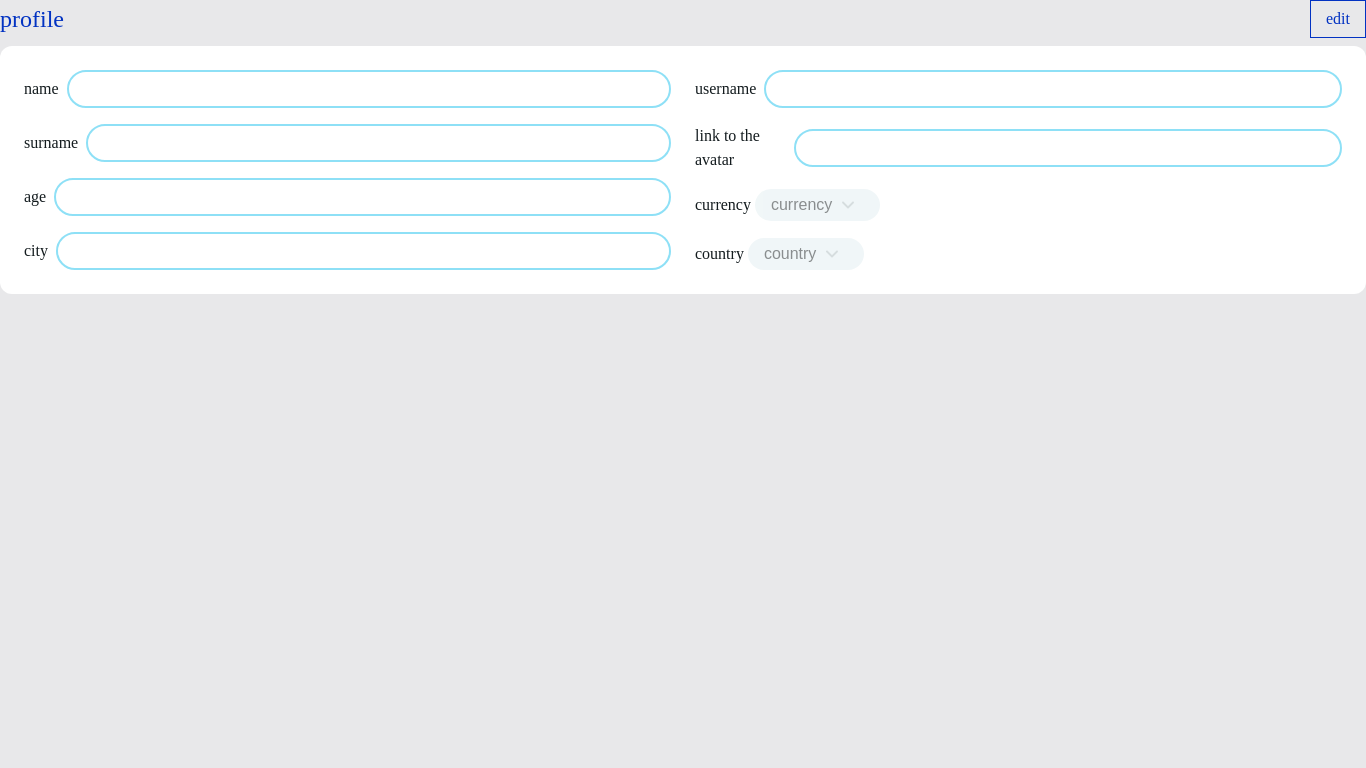 profile
edit
name
surname
age
city
username
link to the
avatar
currency currency
country country